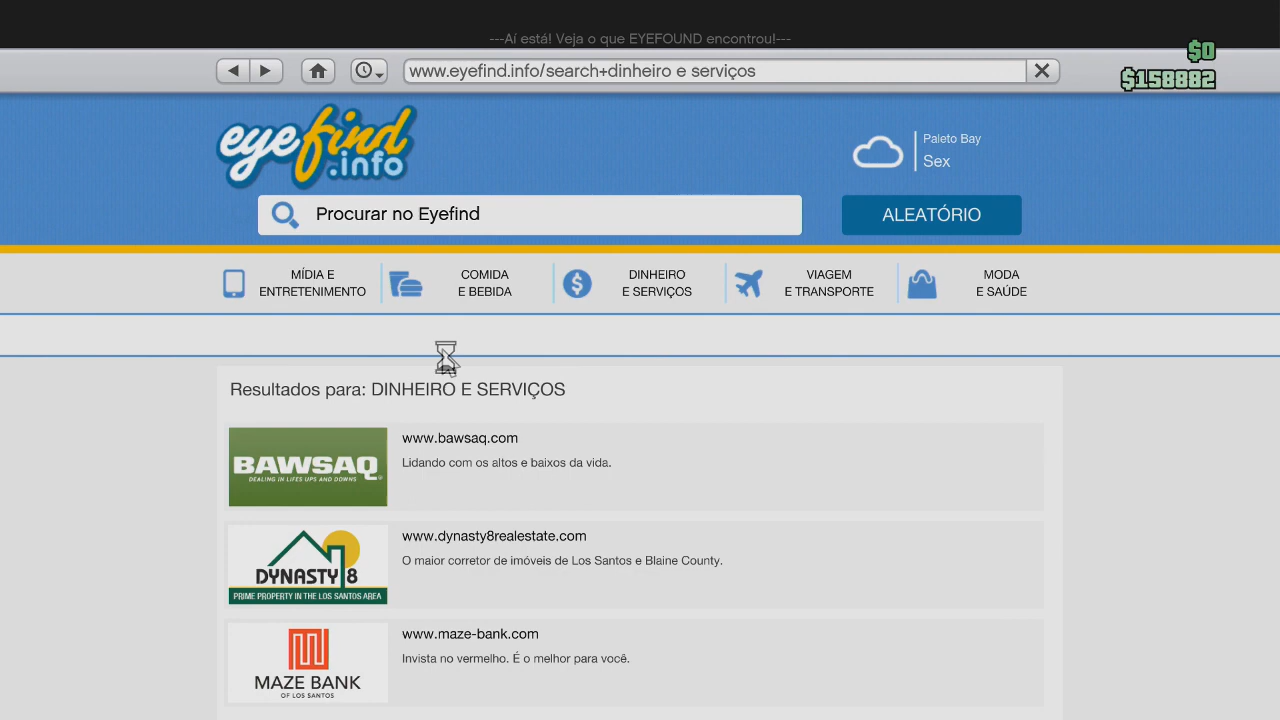 ---Aí está! Veja o que EYEFOUND encontrou!---
$0
www.eyefind.info/search+dinheiro e serviços
$158882
eyefind
.info
Paleto Bay
Sex
Procurar no Eyefind
ALEATÓRIO
MÍDIA E
ENTRETENIMENTO
COMIDA
E BEBIDA
DINHEIRO
E SERVIÇOS
VIAGEM
E TRANSPORTE
MODA
E SAÚDE
Resultados para: DINHEIRO E SERVIÇOS
BAWSAQ
DEALING IN LIFES UPS AND DOWNS
www.bawsaq.com
Lidando com os altos e baixos da vida.
DYNASTY 8
PRIME PROPERTY IN THE LOS SANTOS AREA
www.dynasty8realestate.com
O maior corretor de imóveis de Los Santos e Blaine County.
MAZE BANK
OF LOS SANTOS
www.maze-bank.com
Invista no vermelho. É o melhor para você.